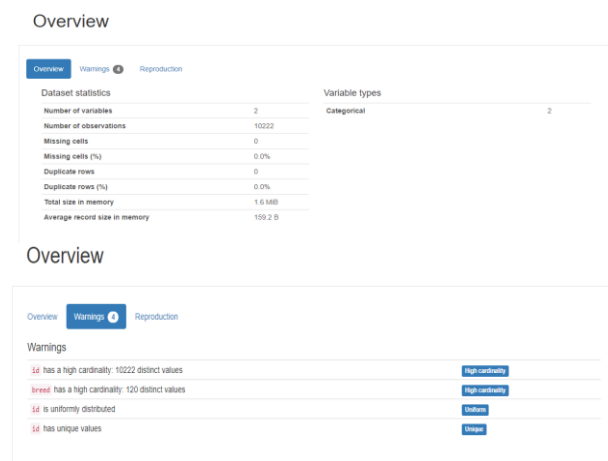 Overview
Overview Warnings 4 Reproduction
Dataset statistics Variable types
Number of variables 2 Categorical 2
Number of observations 10222
Missing cells 0
Missing cells (%) 0.0%
Duplicate rows 0
Duplicate rows (%) 0.0%
Total size in memory 1.6 MiB
Average record size in memory 159.2 B
Overview
Overview Warnings 4 Reproduction
Warnings
id has a high cardinality: 10222 distinct values High cardinality
breed has a high cardinality: 120 distinct values High cardinality
id is uniformly distributed Uniform
id has unique values Unique